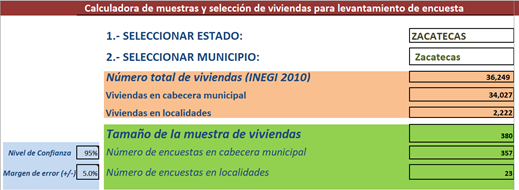 Calculadora de muestras y selección de viviendas para levantamiento de encuesta
1.- SELECCIONAR ESTADO: ZACATECAS
2.- SELECCIONAR MUNICIPIO: Zacatecas
Número total de viviendas (INEGI 2010) 36,249
Viviendas en cabecera municipal 34,027
Viviendas en localidades 2,222
Tamaño de la muestra de viviendas 380
Nivel de Confianza 95% Número de encuestas en cabecera municipal 357
Margen de error (+/-) 5.0% Número de encuestas en localidades 23